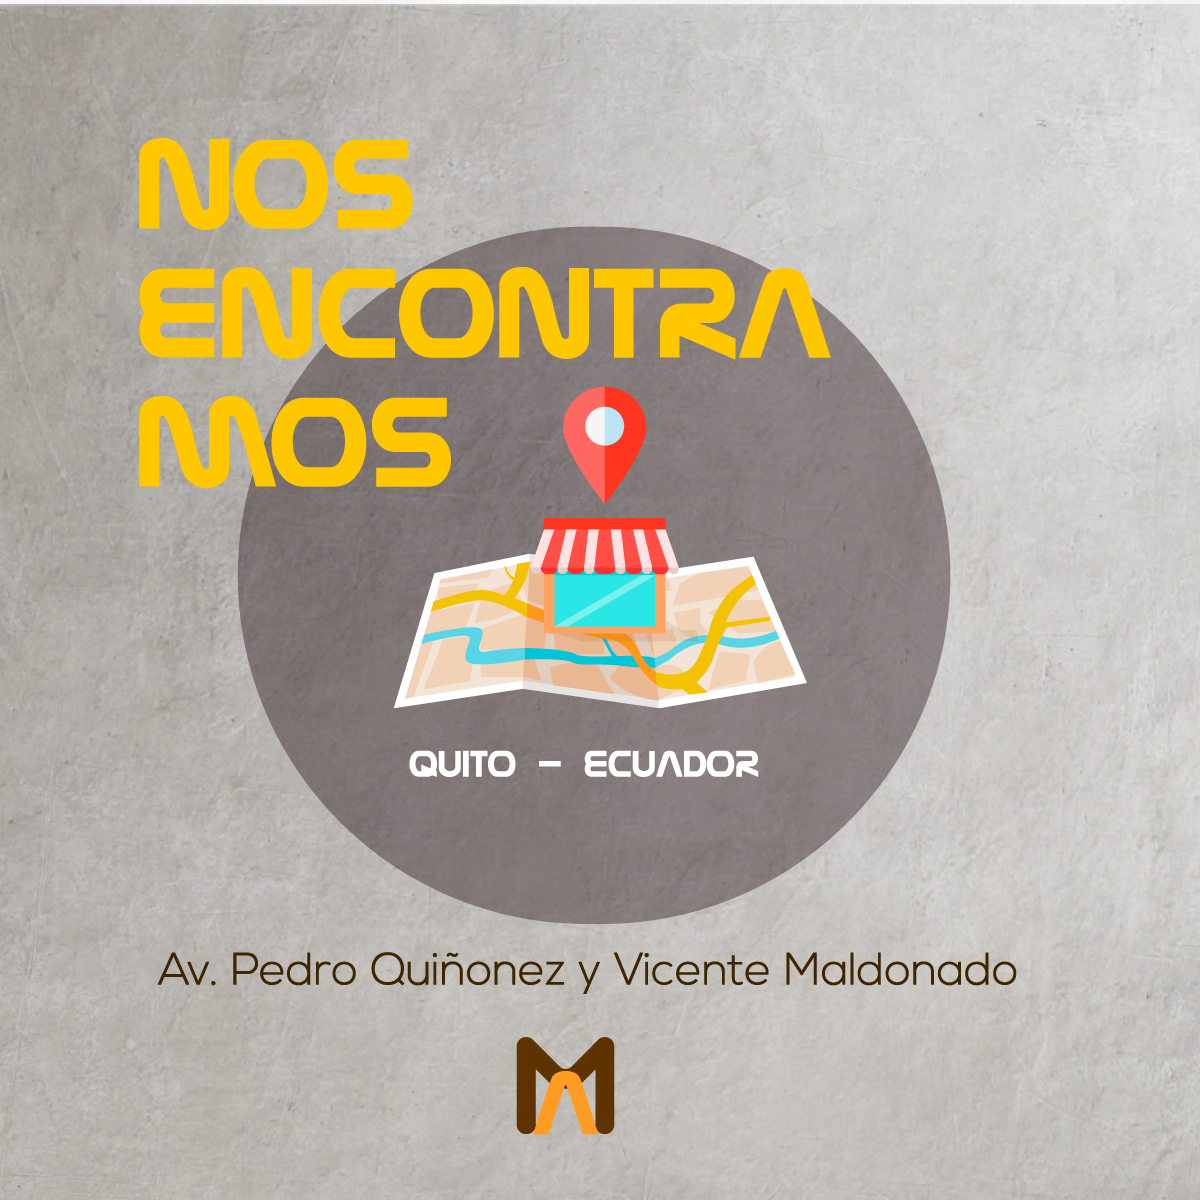 NOS
ENCONTRA
MOS
QUITO - ECUADOR
Av. Pedro Quiñonez y Vicente Maldonado
M